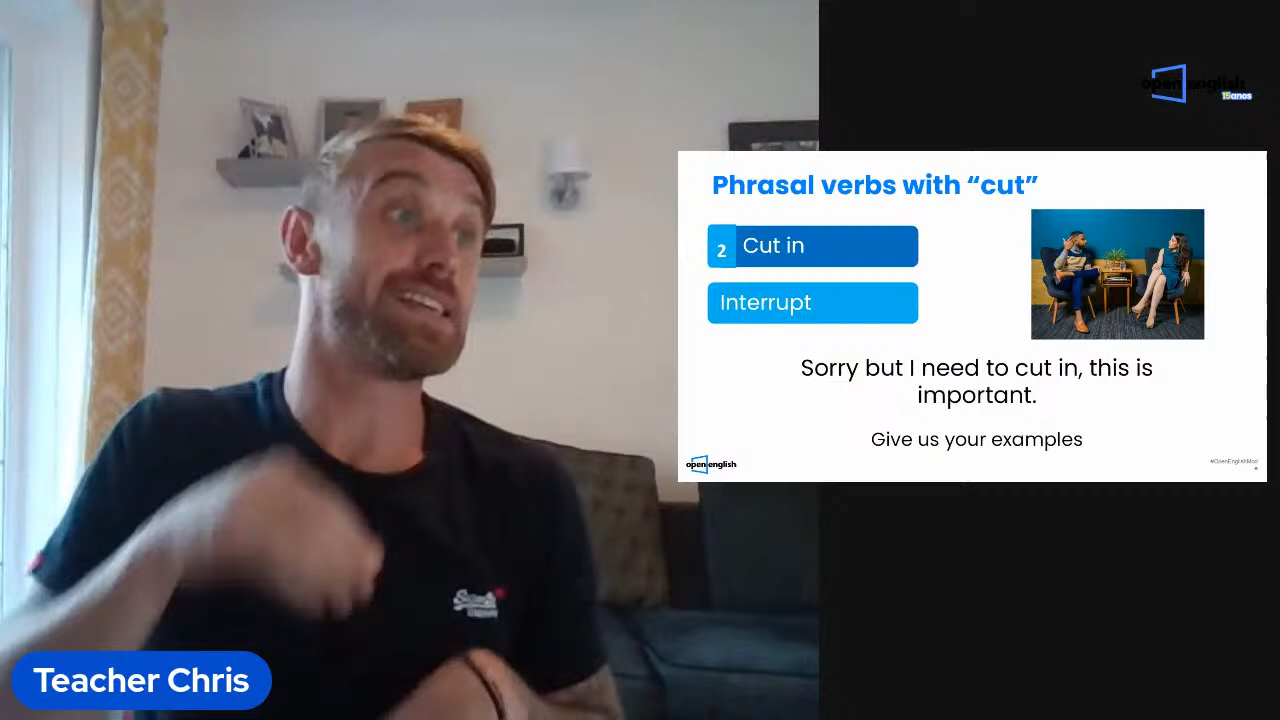 open english
15anos
Phrasal verbs with “cut”
2 Cut in
Interrupt
Sorry but I need to cut in, this is
important.
Give us your examples
open english
Teacher Chris